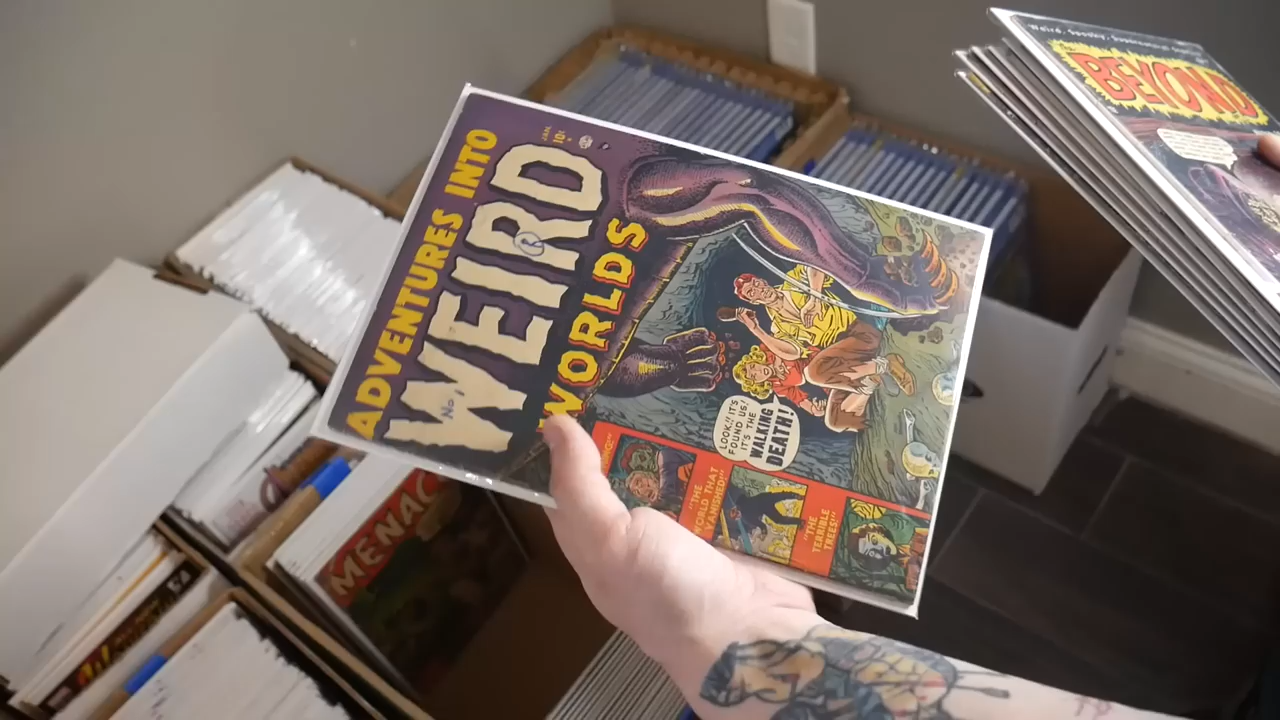 ADVENTURES INTO
WEIRD
WORLDS
JAN.
10¢
No. 1
LOOK! IT'S
FOUND US!
IT'S THE
WALKING
DEATH!
"THE
WORLD THAT
VANISHED!"
"THE
TERRIBLE
TREES!"
BEYOND
MENAC